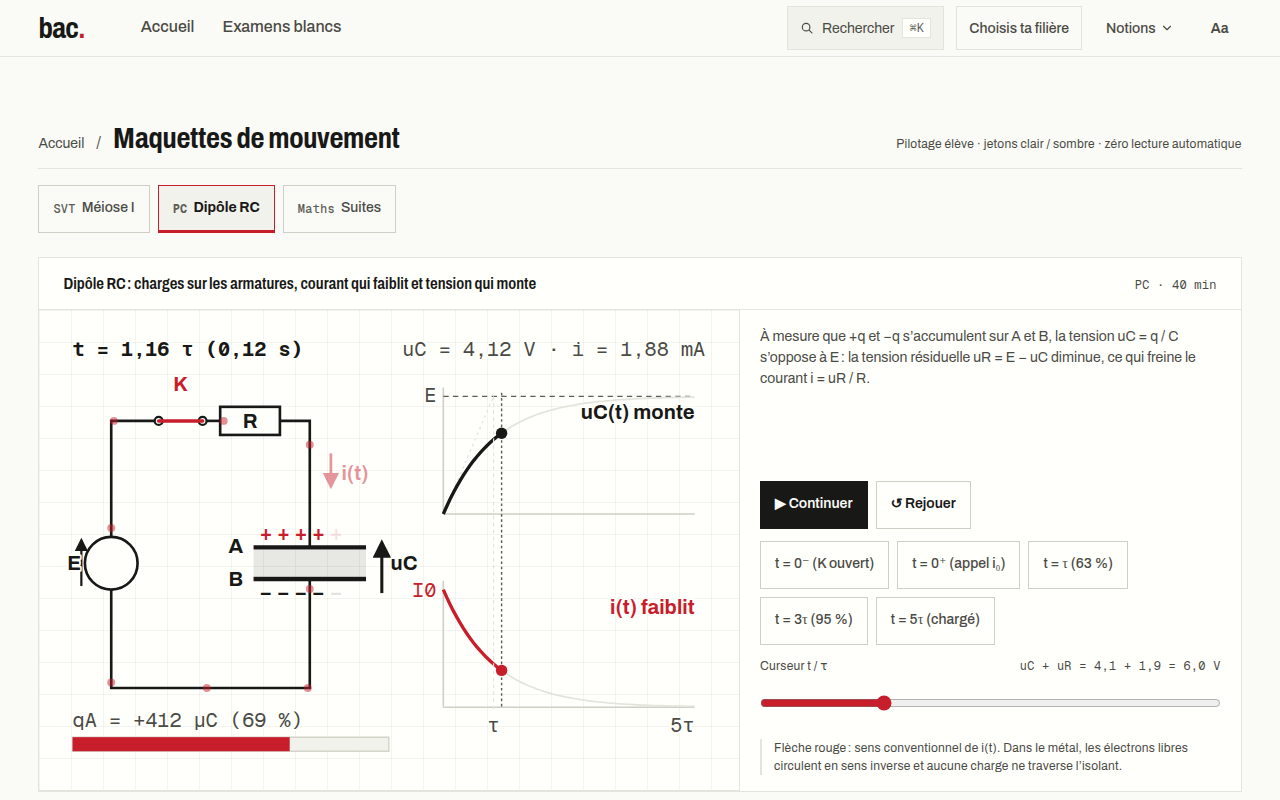 bac.
Accueil
Examens blancs
Rechercher
⌘K
Choisis ta filière
Notions
Aa
Accueil / Maquettes de mouvement
Pilotage élève · jetons clair / sombre · zéro lecture automatique
SVT Méiose I
PC Dipôle RC
Maths Suites
Dipôle RC : charges sur les armatures, courant qui faiblit et tension qui monte
PC · 40 min
t = 1,16 τ (0,12 s)
uC = 4,12 V · i = 1,88 mA
K
R
i(t)
E
A
+ + + + +
B
– – – – –
uC
E
uC(t) monte
I0
i(t) faiblit
τ
5τ
qA = +412 µC (69 %)
À mesure que +q et −q s’accumulent sur A et B, la tension uC = q / C
s’oppose à E : la tension résiduelle uR = E − uC diminue, ce qui freine le
courant i = uR / R.
▶ Continuer
↺ Rejouer
t = 0⁻ (K ouvert)
t = 0⁺ (appel i₀)
t = τ (63 %)
t = 3τ (95 %)
t = 5τ (chargé)
Curseur t / τ
uC + uR = 4,1 + 1,9 = 6,0 V
Flèche rouge : sens conventionnel de i(t). Dans le métal, les électrons libres
circulent en sens inverse et aucune charge ne traverse l’isolant.